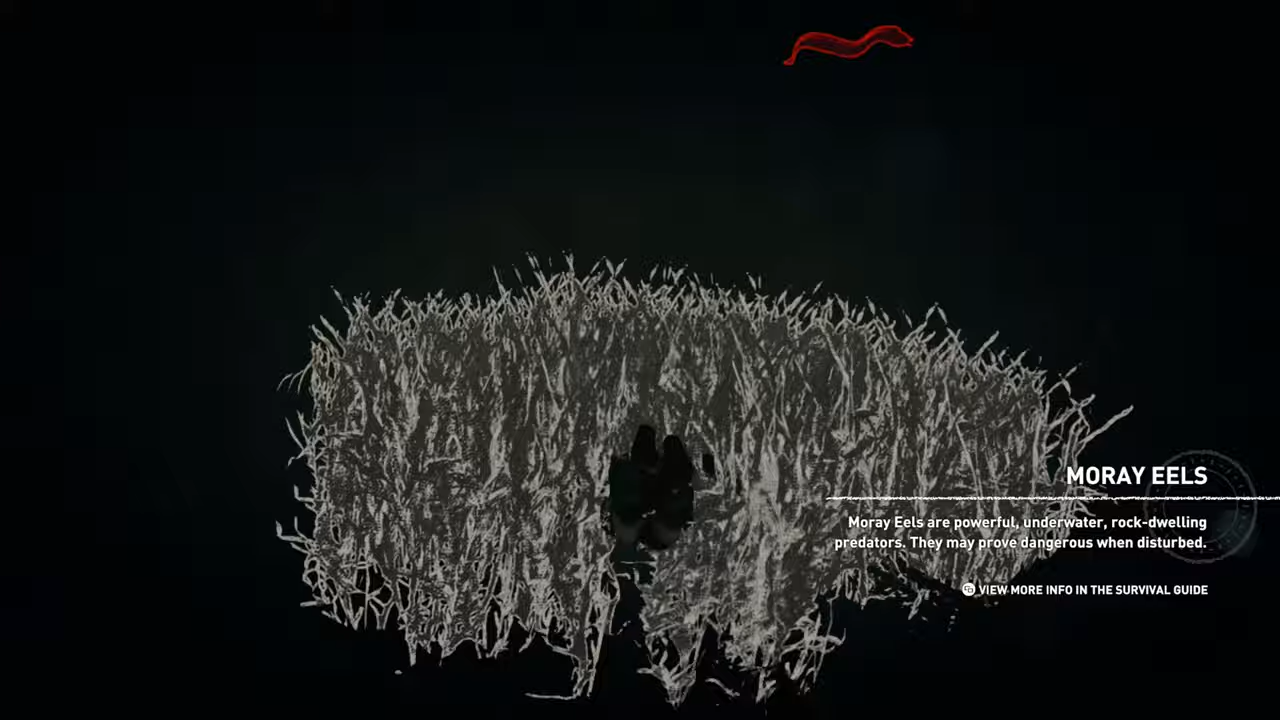 MORAY EELS
Moray Eels are powerful, underwater, rock-dwelling
predators. They may prove dangerous when disturbed.
VIEW MORE INFO IN THE SURVIVAL GUIDE